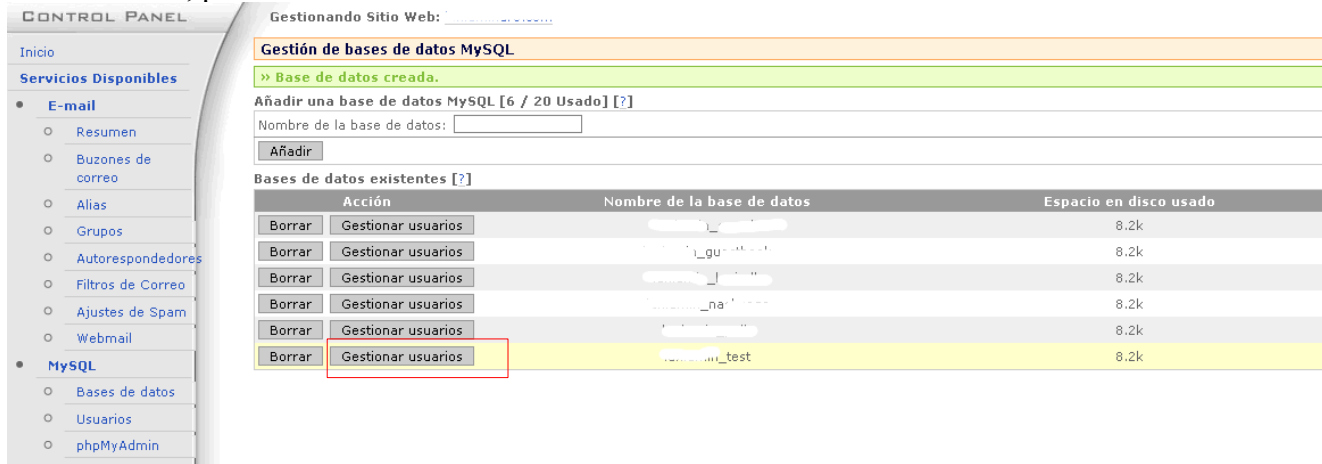 CONTROL PANEL
Gestionando Sitio Web:
Inicio
Servicios Disponibles
E-mail
Resumen
Buzones de
correo
Alias
Grupos
Autorespondedores
Filtros de Correo
Ajustes de Spam
Webmail
MySQL
Bases de datos
Usuarios
phpMyAdmin
Gestión de bases de datos MySQL
» Base de datos creada.
Añadir una base de datos MySQL [6 / 20 Usado] [?]
Nombre de la base de datos:
Añadir
Bases de datos existentes [?]
Acción Nombre de la base de datos Espacio en disco usado
Borrar Gestionar usuarios 8.2k
Borrar Gestionar usuarios 8.2k
Borrar Gestionar usuarios 8.2k
Borrar Gestionar usuarios 8.2k
Borrar Gestionar usuarios 8.2k
Borrar Gestionar usuarios _test 8.2k